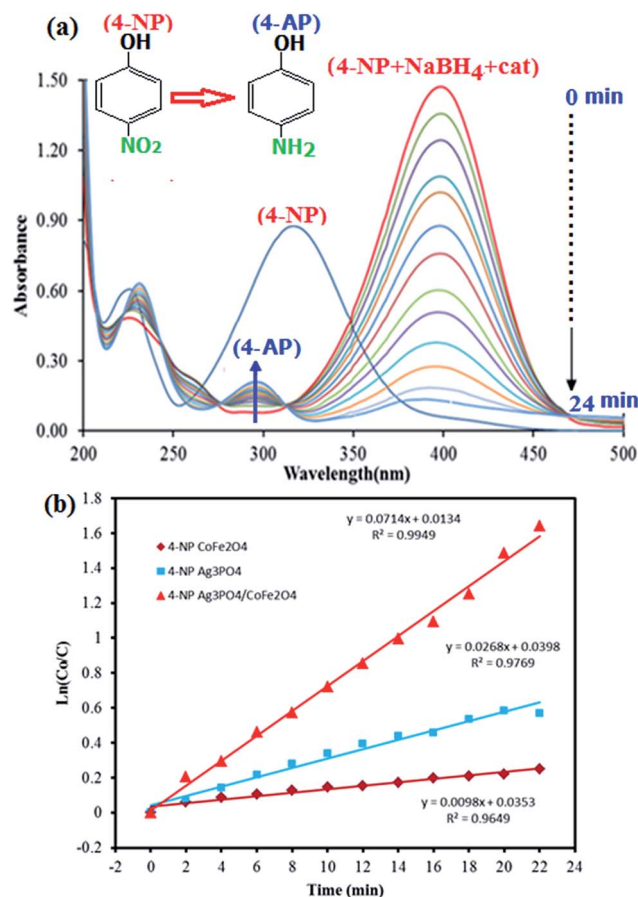 (a)
(4-NP)
(4-AP)
OH
OH
NO2
NH2
(4-NP+NaBH4+cat)
0 min
24 min
(4-NP)
(4-AP)
1.50
1.20
0.90
0.60
0.30
0.00
Absorbance
200
250
300
350
400
450
500
Wavelength(nm)
(b)
1.8
1.6
1.4
1.2
1
0.8
0.6
0.4
0.2
0
-0.2
Ln(Co/C)
4-NP CoFe2O4
4-NP Ag3PO4
4-NP Ag3PO4/CoFe2O4
y = 0.0714x + 0.0134
R² = 0.9949
y = 0.0268x + 0.0398
R² = 0.9769
y = 0.0098x + 0.0353
R² = 0.9649
-2
0
2
4
6
8
10
12
14
16
18
20
22
24
Time (min)